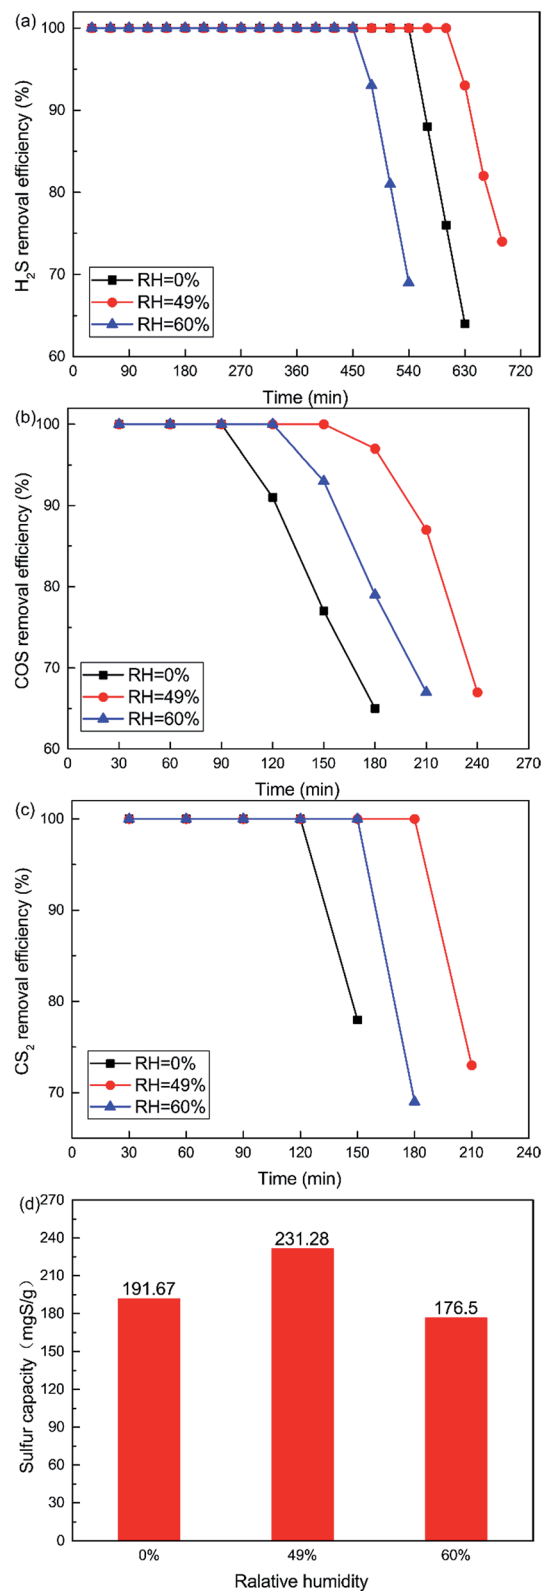 (a)
100
90
80
70
60
H₂S removal efficiency (%)
RH=0%
RH=49%
RH=60%
0 90 180 270 360 450 540 630 720
Time (min)
(b)
100
90
80
70
60
COS removal efficiency (%)
RH=0%
RH=49%
RH=60%
0 30 60 90 120 150 180 210 240 270
Time (min)
(c)
100
90
80
70
CS₂ removal efficiency (%)
RH=0%
RH=49%
RH=60%
0 30 60 90 120 150 180 210 240
Time (min)
(d)
270
240
210
180
150
120
90
60
30
0
Sulfur capacity（mgS/g）
191.67
231.28
176.5
0% 49% 60%
Ralative humidity